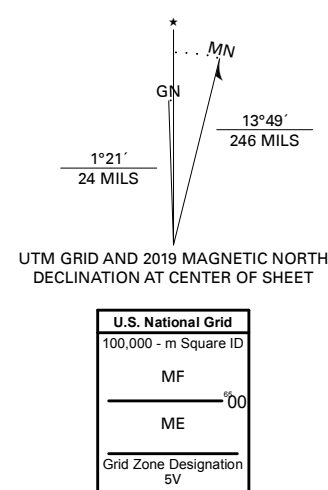 ★
MN
GN
13°49´
246 MILS
1°21´
24 MILS
UTM GRID AND 2019 MAGNETIC NORTH
DECLINATION AT CENTER OF SHEET
U.S. National Grid
100,000 - m Square ID
MF
6500
ME
Grid Zone Designation
5V